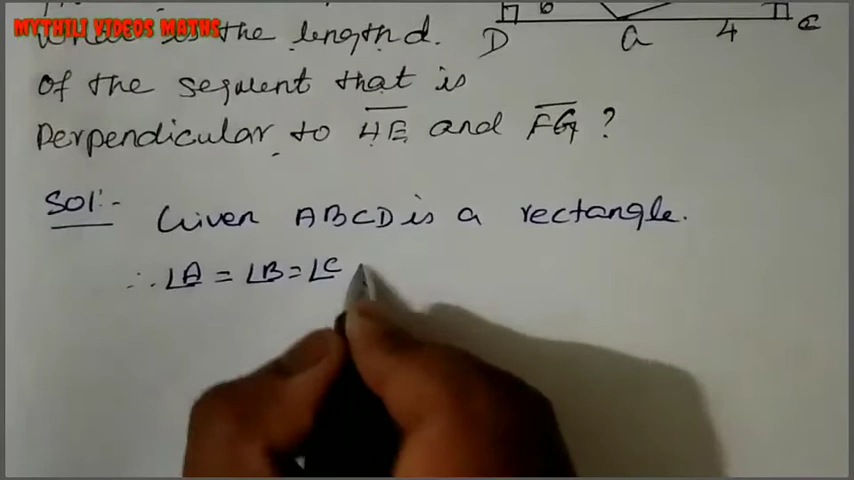 6
MYTHILI VIDEOS MATHS
the length d.
D G 4 C
Of the segment that is
Perpendicular to HE and FG ?
Sol:- Given ABCD is a rectangle.
∴ ∠A = ∠B = ∠C